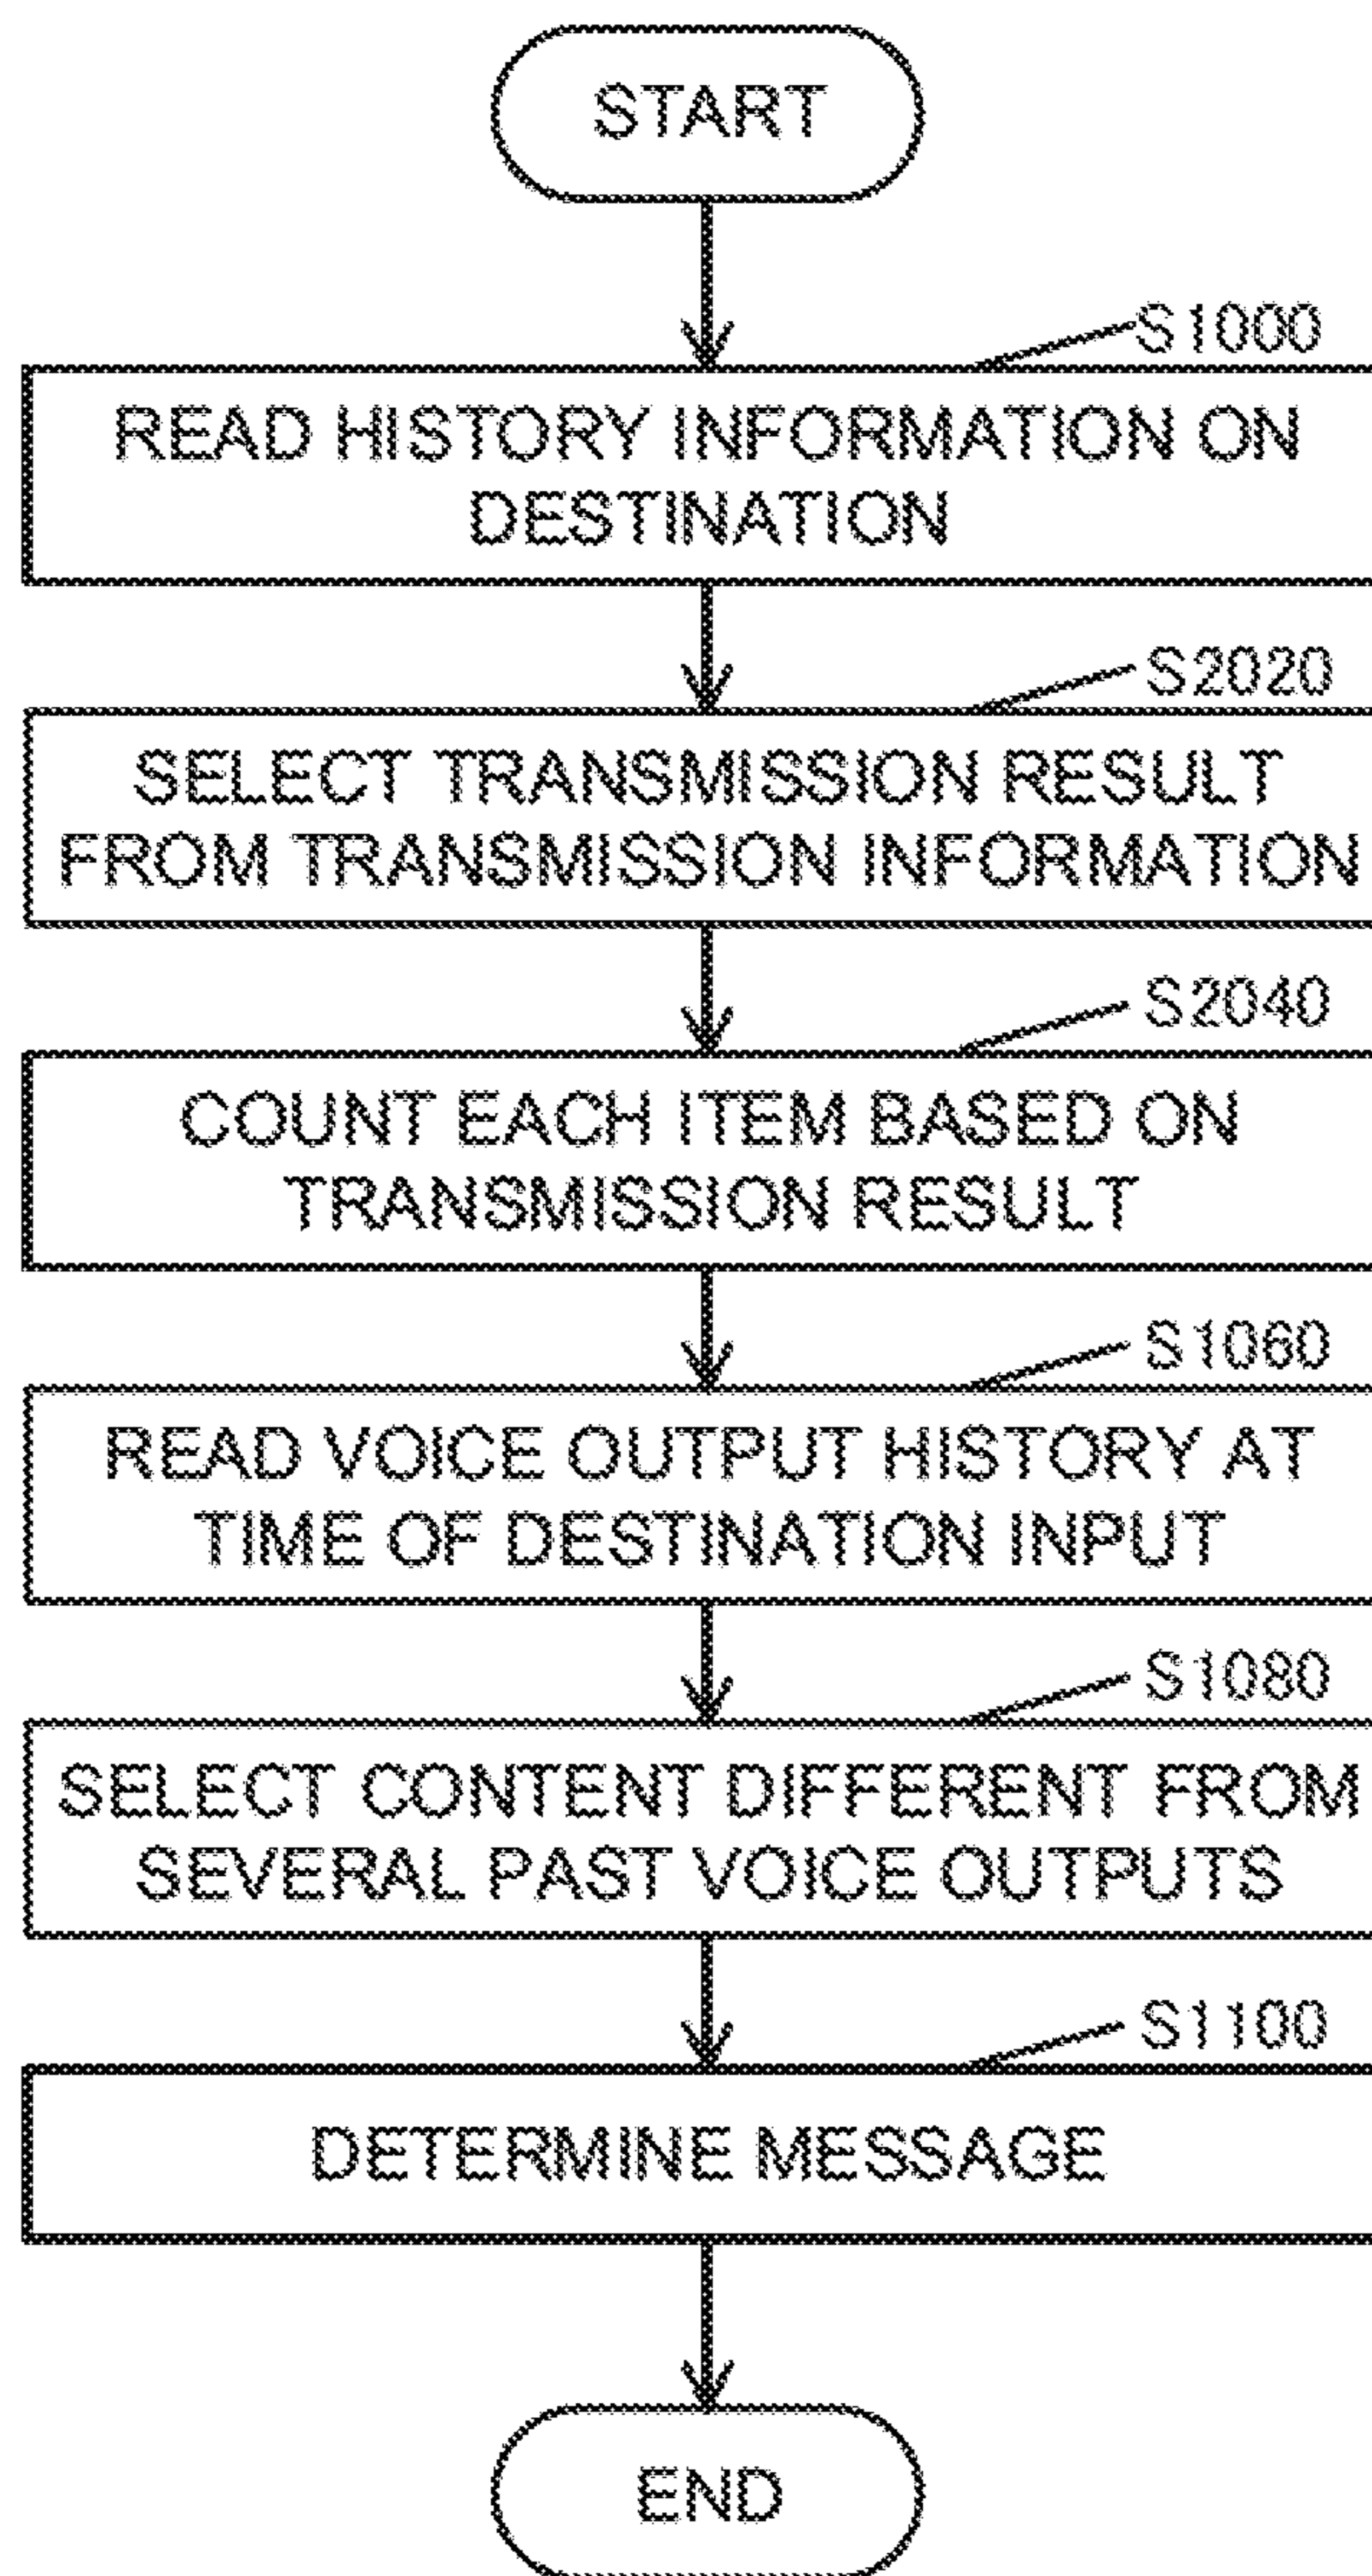 START
S1000
READ HISTORY INFORMATION ON
DESTINATION
S2020
SELECT TRANSMISSION RESULT
FROM TRANSMISSION INFORMATION
S2040
COUNT EACH ITEM BASED ON
TRANSMISSION RESULT
S1060
READ VOICE OUTPUT HISTORY AT
TIME OF DESTINATION INPUT
S1080
SELECT CONTENT DIFFERENT FROM
SEVERAL PAST VOICE OUTPUTS
S1100
DETERMINE MESSAGE
END